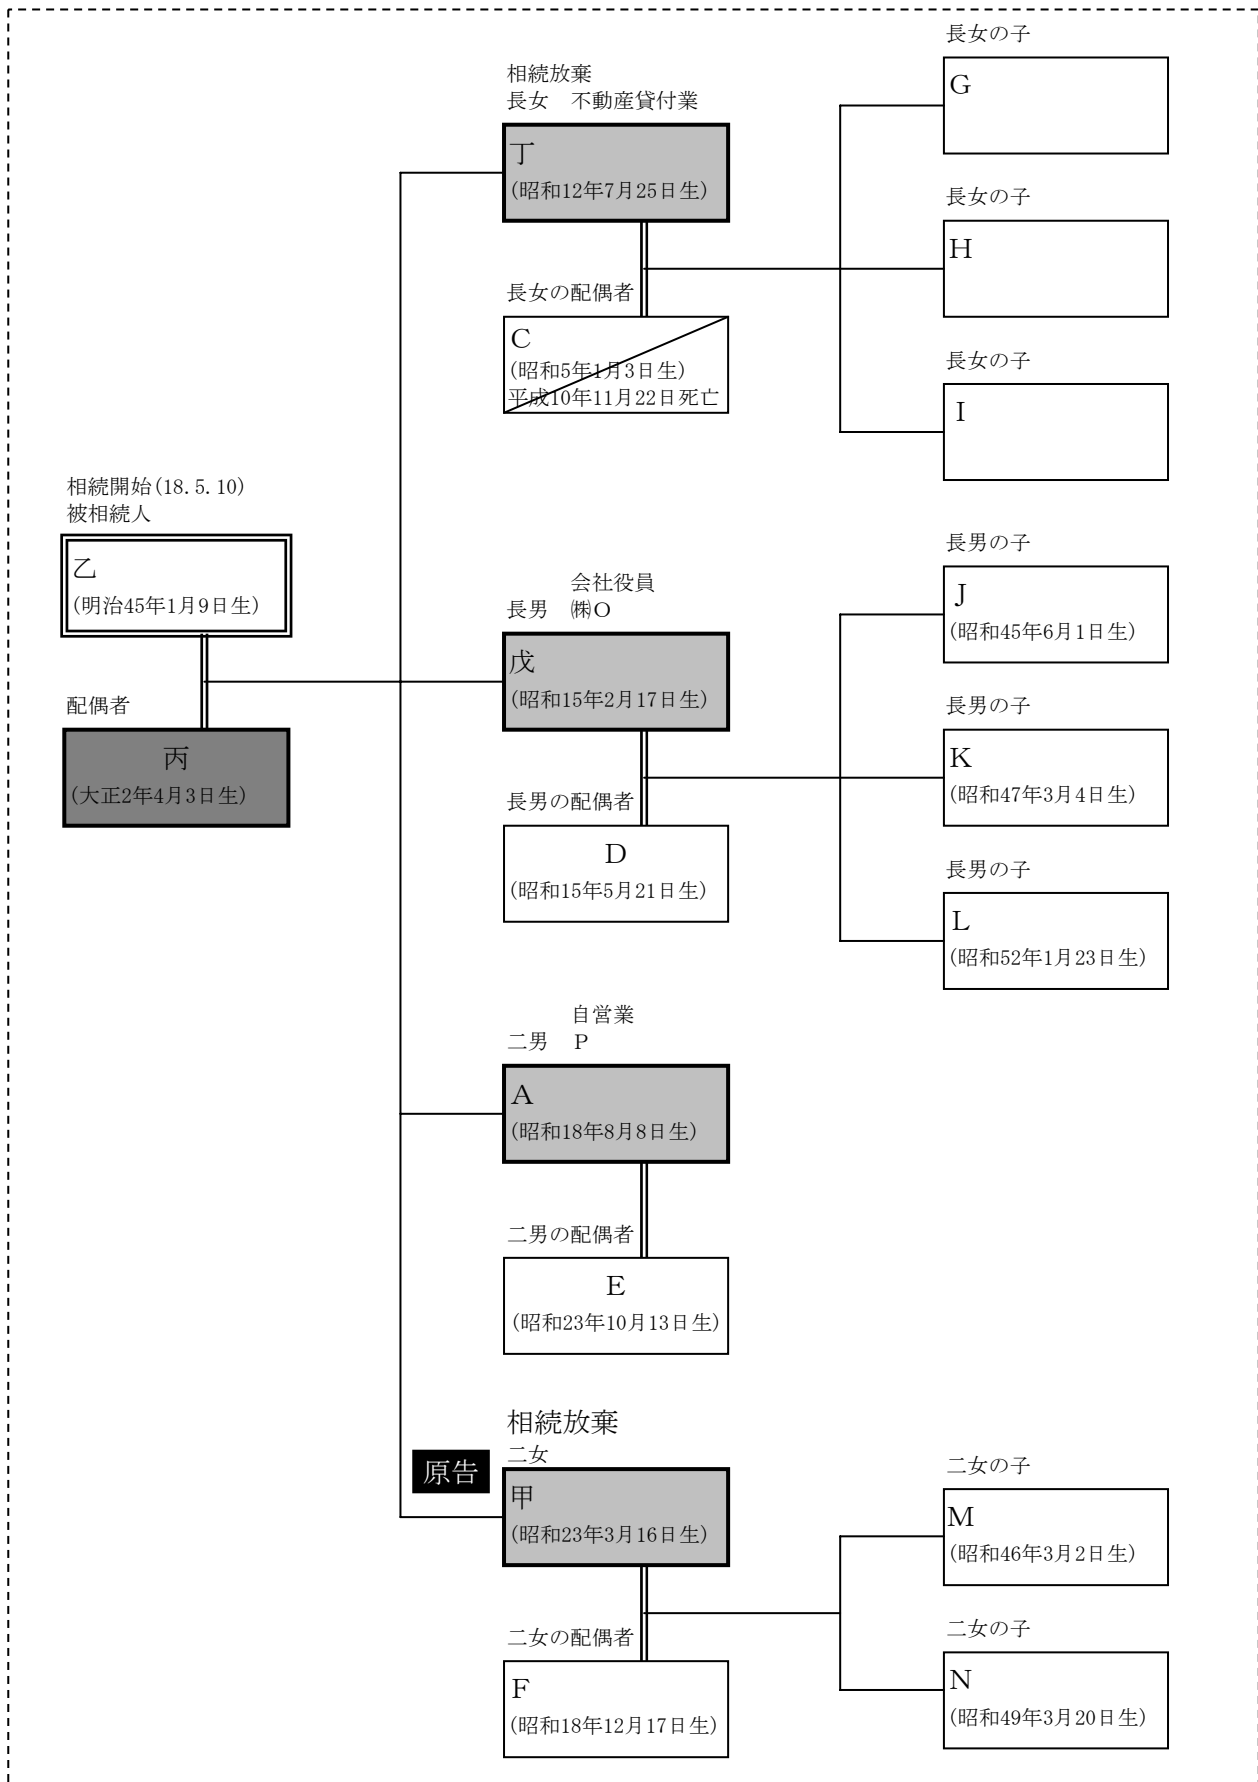 相続開始(18.5.10)
被相続人
乙
(明治45年1月9日生)
配偶者
丙
(大正2年4月3日生)
相続放棄
長女 不動産貸付業
丁
(昭和12年7月25日生)
長女の配偶者
C
(昭和5年1月3日生)
平成10年11月22日死亡
長女の子
G
長女の子
H
長女の子
I
会社役員
長男 ㈱O
戊
(昭和15年2月17日生)
長男の配偶者
D
(昭和15年5月21日生)
長男の子
J
(昭和45年6月1日生)
長男の子
K
(昭和47年3月4日生)
長男の子
L
(昭和52年1月23日生)
自営業
二男 P
A
(昭和18年8月8日生)
二男の配偶者
E
(昭和23年10月13日生)
相続放棄
二女
原告
甲
(昭和23年3月16日生)
二女の配偶者
F
(昭和18年12月17日生)
二女の子
M
(昭和46年3月2日生)
二女の子
N
(昭和49年3月20日生)